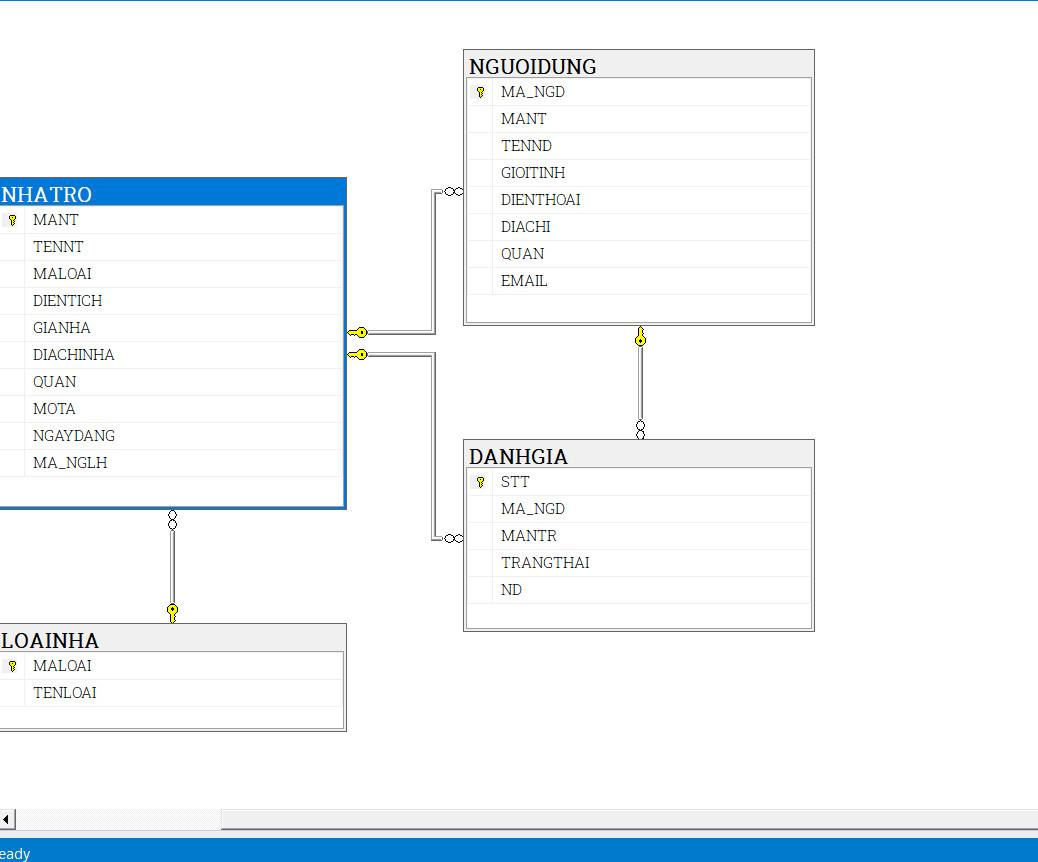 NGUOIDUNG
MA_NGD
MANT
TENND
GIOITINH
DIENTHOAI
DIACHI
QUAN
EMAIL
NHATRO
MANT
TENNT
MALOAI
DIENTICH
GIANHA
DIACHINHA
QUAN
MOTA
NGAYDANG
MA_NGLH
DANHGIA
STT
MA_NGD
MANTR
TRANGTHAI
ND
LOAINHA
MALOAI
TENLOAI
eady